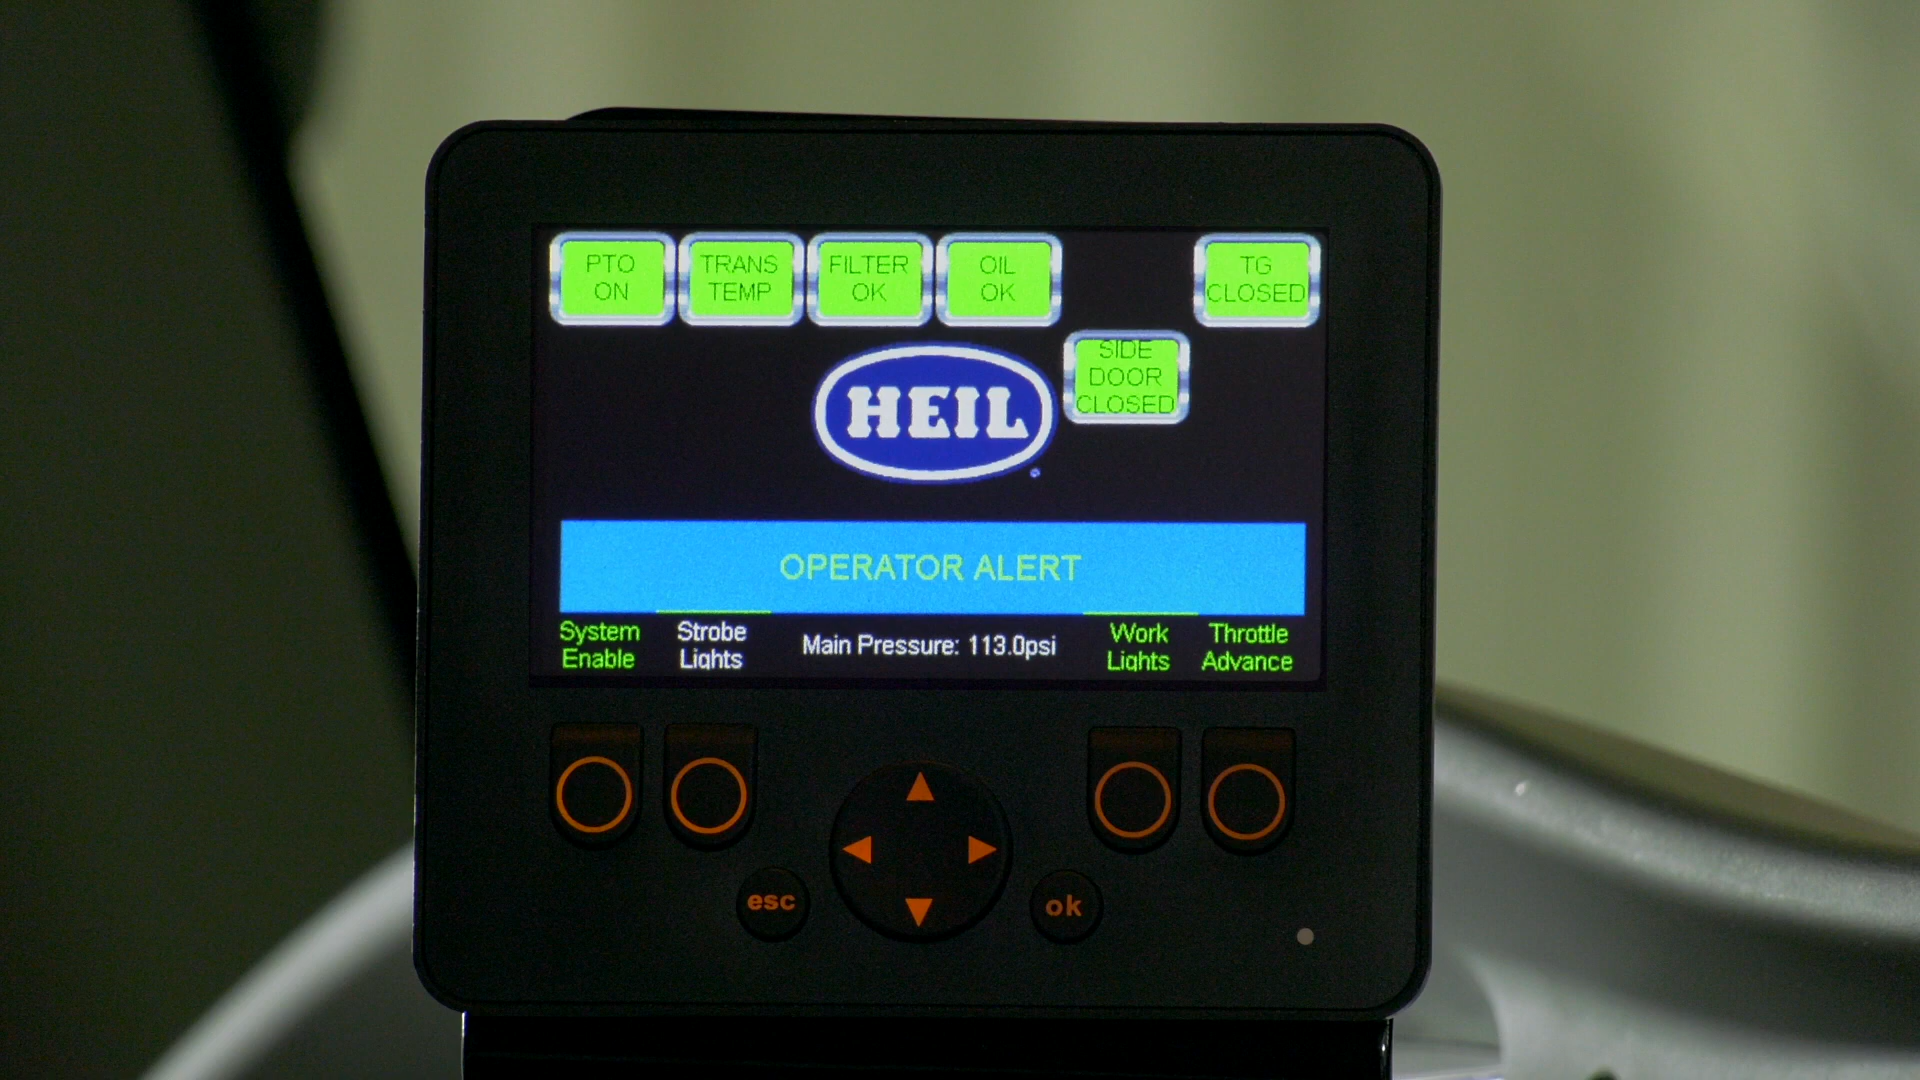 PTO
ON
TRANS
TEMP
FILTER
OK
OIL
OK
TG
CLOSED
SIDE
DOOR
CLOSED
HEIL
OPERATOR ALERT
System
Enable
Strobe
Lights
Main Pressure: 113.0psi
Work
Lights
Throttle
Advance
esc
ok